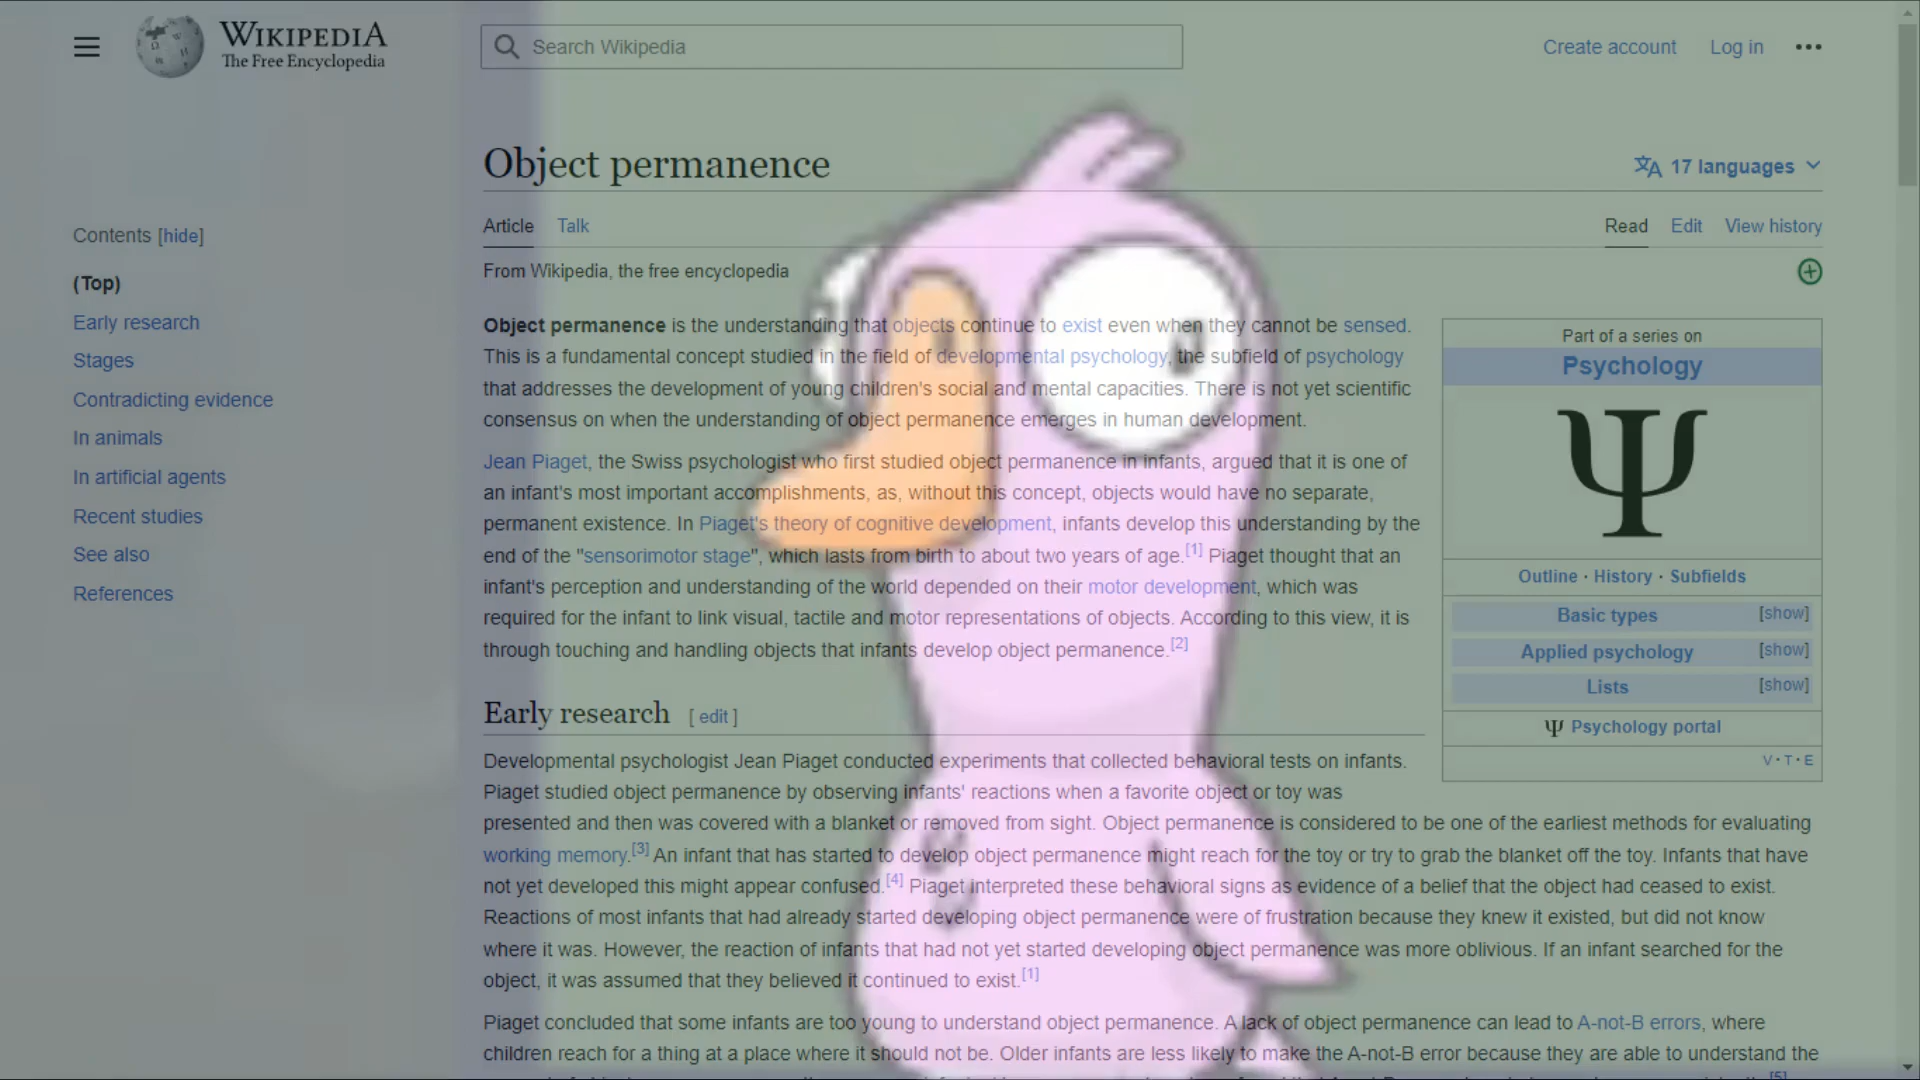 WIKIPEDIA
The Free Encyclopedia
Search Wikipedia
Create account
Log in
Object permanence
17 languages
Article
Talk
Read
Edit
View history
From Wikipedia, the free encyclopedia
Contents [hide]
(Top)
Early research
Stages
Contradicting evidence
In animals
In artificial agents
Recent studies
See also
References
Object permanence is the understanding that objects continue to exist even when they cannot be sensed.
This is a fundamental concept studied in the field of developmental psychology, the subfield of psychology
that addresses the development of young children's social and mental capacities. There is not yet scientific
consensus on when the understanding of object permanence emerges in human development.
Jean Piaget, the Swiss psychologist who first studied object permanence in infants, argued that it is one of
an infant's most important accomplishments, as, without this concept, objects would have no separate,
permanent existence. In Piaget's theory of cognitive development, infants develop this understanding by the
end of the "sensorimotor stage", which lasts from birth to about two years of age.[1] Piaget thought that an
infant's perception and understanding of the world depended on their motor development, which was
required for the infant to link visual, tactile and motor representations of objects. According to this view, it is
through touching and handling objects that infants develop object permanence.[2]
Part of a series on
Psychology
Ψ
Outline · History · Subfields
Basic types [show]
Applied psychology [show]
Lists [show]
Ψ Psychology portal
V · T · E
Early research [ edit ]
Developmental psychologist Jean Piaget conducted experiments that collected behavioral tests on infants.
Piaget studied object permanence by observing infants' reactions when a favorite object or toy was
presented and then was covered with a blanket or removed from sight. Object permanence is considered to be one of the earliest methods for evaluating
working memory.[3] An infant that has started to develop object permanence might reach for the toy or try to grab the blanket off the toy. Infants that have
not yet developed this might appear confused.[4] Piaget interpreted these behavioral signs as evidence of a belief that the object had ceased to exist.
Reactions of most infants that had already started developing object permanence were of frustration because they knew it existed, but did not know
where it was. However, the reaction of infants that had not yet started developing object permanence was more oblivious. If an infant searched for the
object, it was assumed that they believed it continued to exist.[1]
Piaget concluded that some infants are too young to understand object permanence. A lack of object permanence can lead to A-not-B errors, where
children reach for a thing at a place where it should not be. Older infants are less likely to make the A-not-B error because they are able to understand the